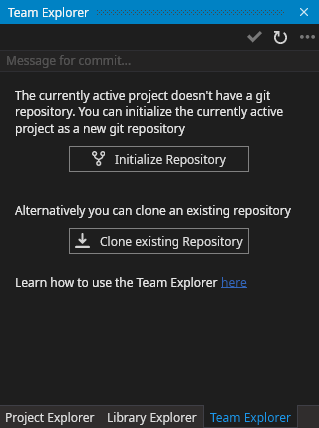 Team Explorer
Message for commit...
The currently active project doesn't have a git
repository. You can initialize the currently active
project as a new git repository
Initialize Repository
Alternatively you can clone an existing repository
Clone existing Repository
Learn how to use the Team Explorer here
Project Explorer Library Explorer Team Explorer